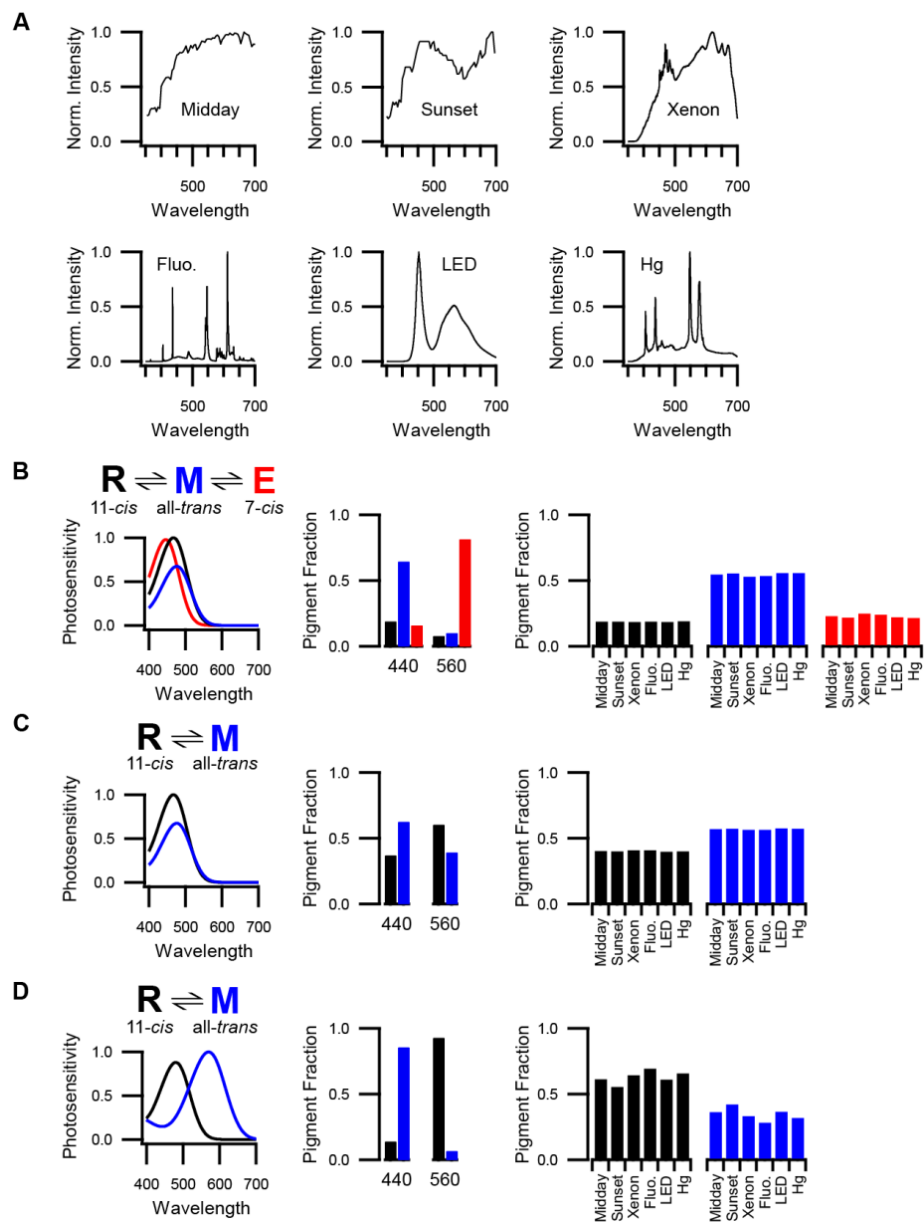 A
Norm. Intensity
1.0
0.5
0.0
Midday
500
700
Wavelength
Norm. Intensity
1.0
0.5
0.0
Sunset
500
700
Wavelength
Norm. Intensity
1.0
0.5
0.0
Xenon
500
700
Wavelength
Norm. Intensity
1.0
0.5
0.0
Fluo.
500
700
Wavelength
Norm. Intensity
1.0
0.5
0.0
LED
500
700
Wavelength
Norm. Intensity
1.0
0.5
0.0
Hg
500
700
Wavelength
B
R ⇌ M ⇌ E
11-cis all-trans 7-cis
Photosensitivity
1.0
0.5
0.0
400 500 600 700
Wavelength
Pigment Fraction
1.0
0.5
0.0
440 560
Pigment Fraction
1.0
0.5
0.0
Midday
Sunset
Xenon
Fluo.
LED
Hg
Midday
Sunset
Xenon
Fluo.
LED
Hg
Midday
Sunset
Xenon
Fluo.
LED
Hg
C
R ⇌ M
11-cis all-trans
Photosensitivity
1.0
0.5
0.0
400 500 600 700
Wavelength
Pigment Fraction
1.0
0.5
0.0
440 560
Pigment Fraction
1.0
0.5
0.0
Midday
Sunset
Xenon
Fluo.
LED
Hg
Midday
Sunset
Xenon
Fluo.
LED
Hg
D
R ⇌ M
11-cis all-trans
Photosensitivity
1.0
0.5
0.0
400 500 600 700
Wavelength
Pigment Fraction
1.0
0.5
0.0
440 560
Pigment Fraction
1.0
0.5
0.0
Midday
Sunset
Xenon
Fluo.
LED
Hg
Midday
Sunset
Xenon
Fluo.
LED
Hg